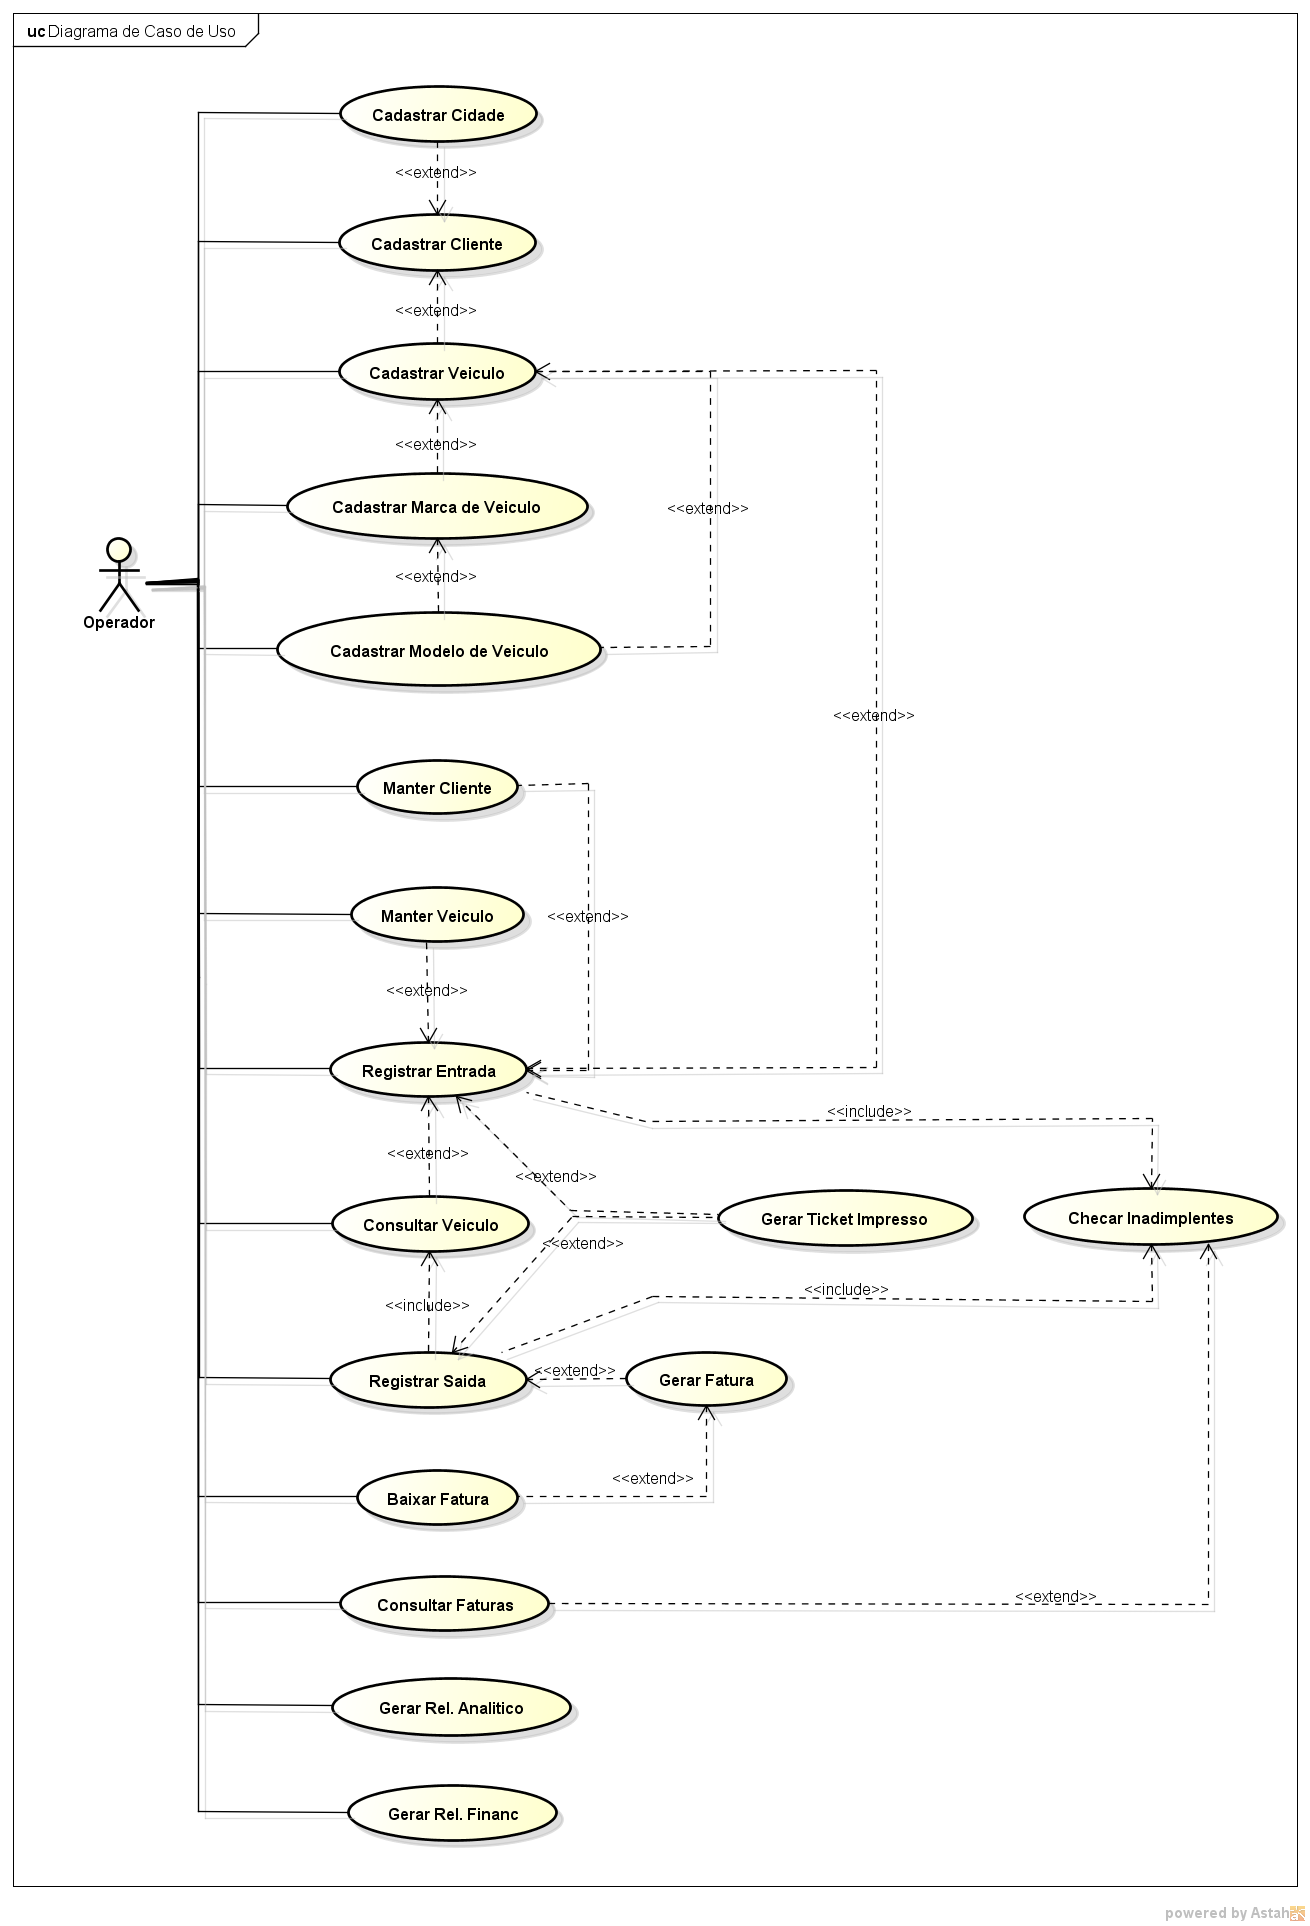 uc Diagrama de Caso de Uso
Cadastrar Cidade
<<extend>>
Cadastrar Cliente
<<extend>>
Cadastrar Veiculo
<<extend>>
Cadastrar Marca de Veiculo
<<extend>>
<<extend>>
Operador
Cadastrar Modelo de Veiculo
<<extend>>
Manter Cliente
Manter Veiculo
<<extend>>
<<extend>>
Registrar Entrada
<<include>>
<<extend>>
<<extend>>
Consultar Veiculo
Gerar Ticket Impresso
Checar Inadimplentes
<<extend>>
<<include>>
<<include>>
Registrar Saida
<<extend>>
Gerar Fatura
<<extend>>
Baixar Fatura
<<extend>>
Consultar Faturas
Gerar Rel. Analitico
Gerar Rel. Financ
powered by Astah